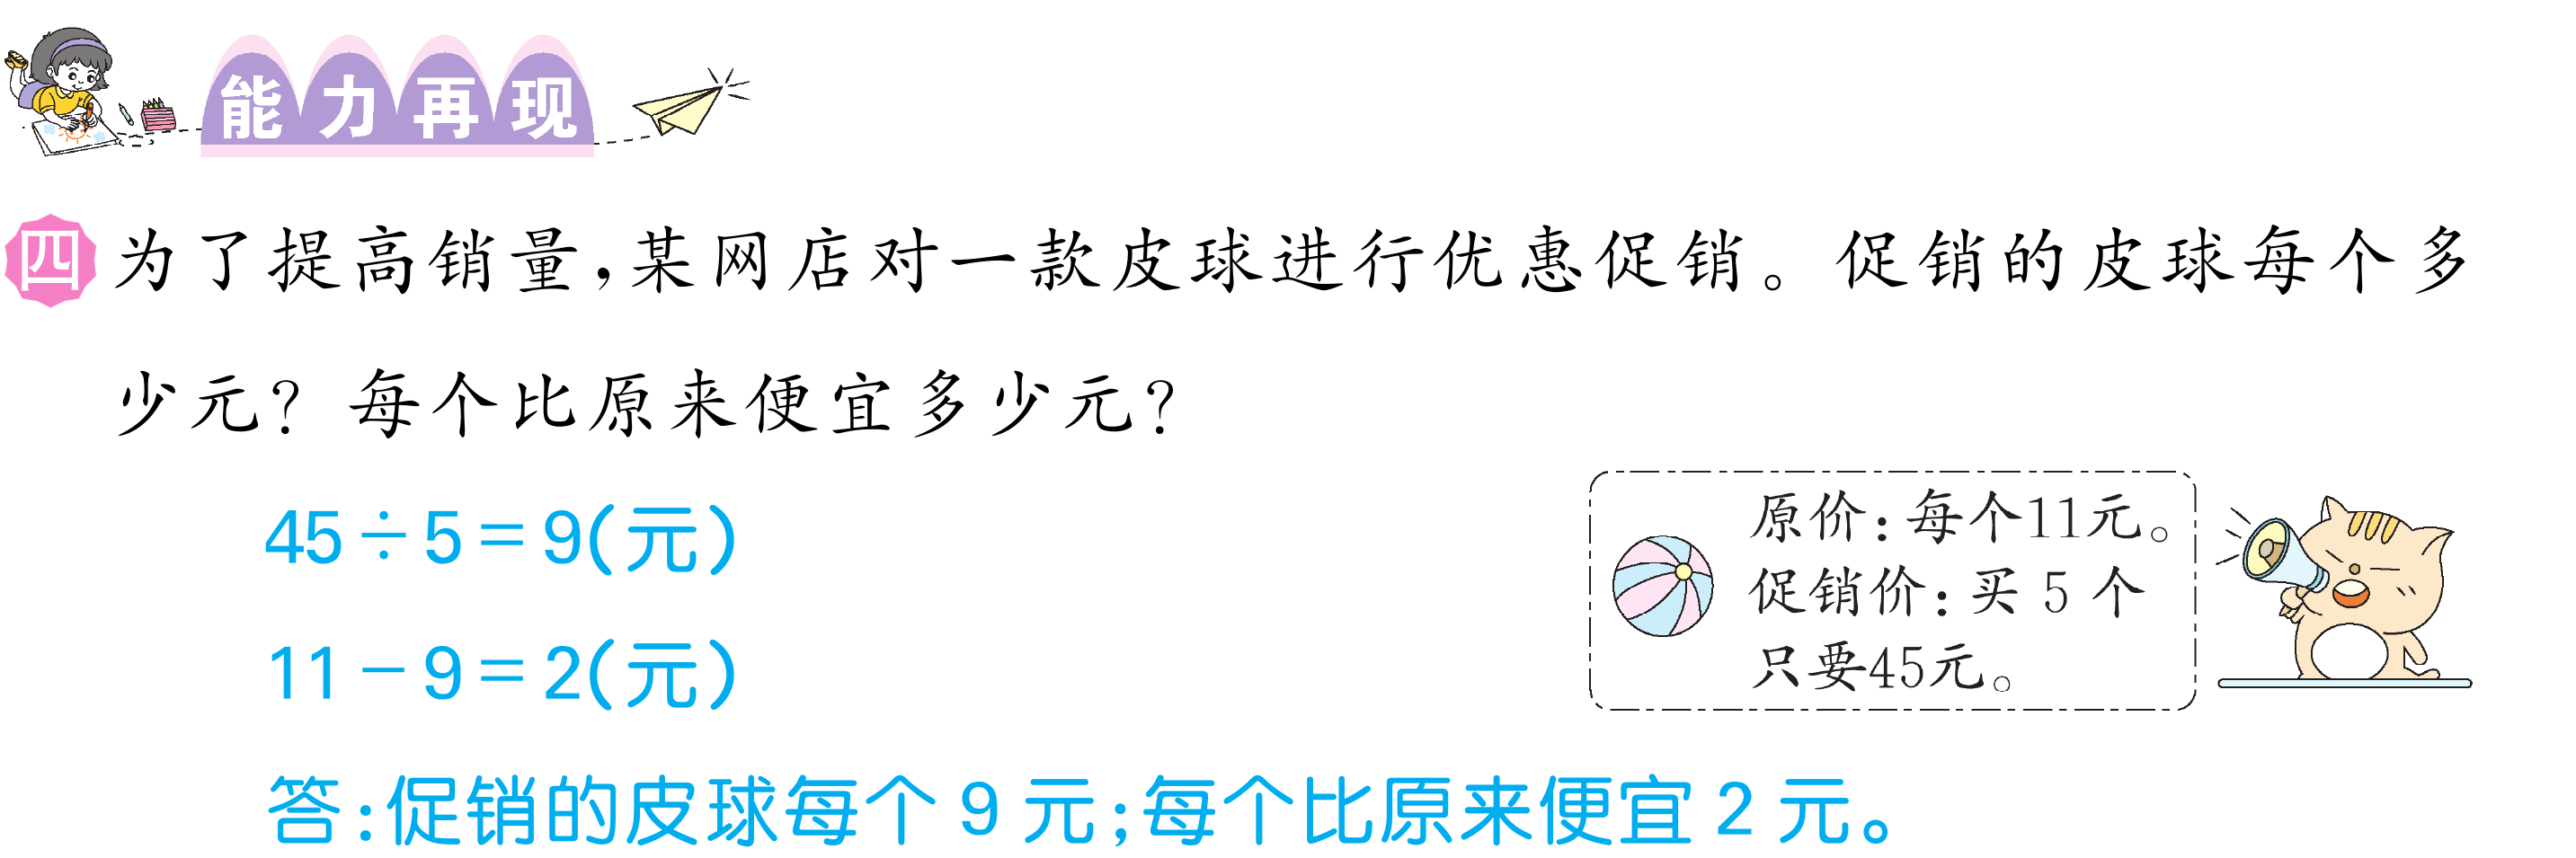 能力再现
四 为了提高销量,某网店对一款皮球进行优惠促销。促销的皮球每个多
少元? 每个比原来便宜多少元?
45÷5=9(元)
11-9=2(元)
原价:每个11元。
促销价:买 5 个
只要45元。
答:促销的皮球每个 9 元;每个比原来便宜 2 元。